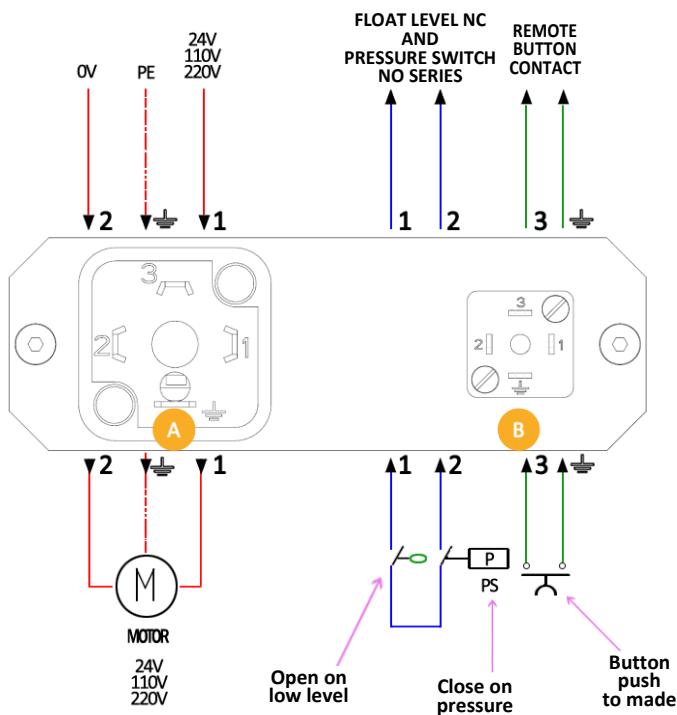 0V
PE
24V
110V
220V
FLOAT LEVEL NC
AND
PRESSURE SWITCH
NO SERIES
REMOTE
BUTTON
CONTACT
2
1
1
2
3
3
2
1
A
3
2
1
B
2
1
1
2
3
M
MOTOR
24V
110V
220V
P
PS
Open on
low level
Close on
pressure
Button
push
to made